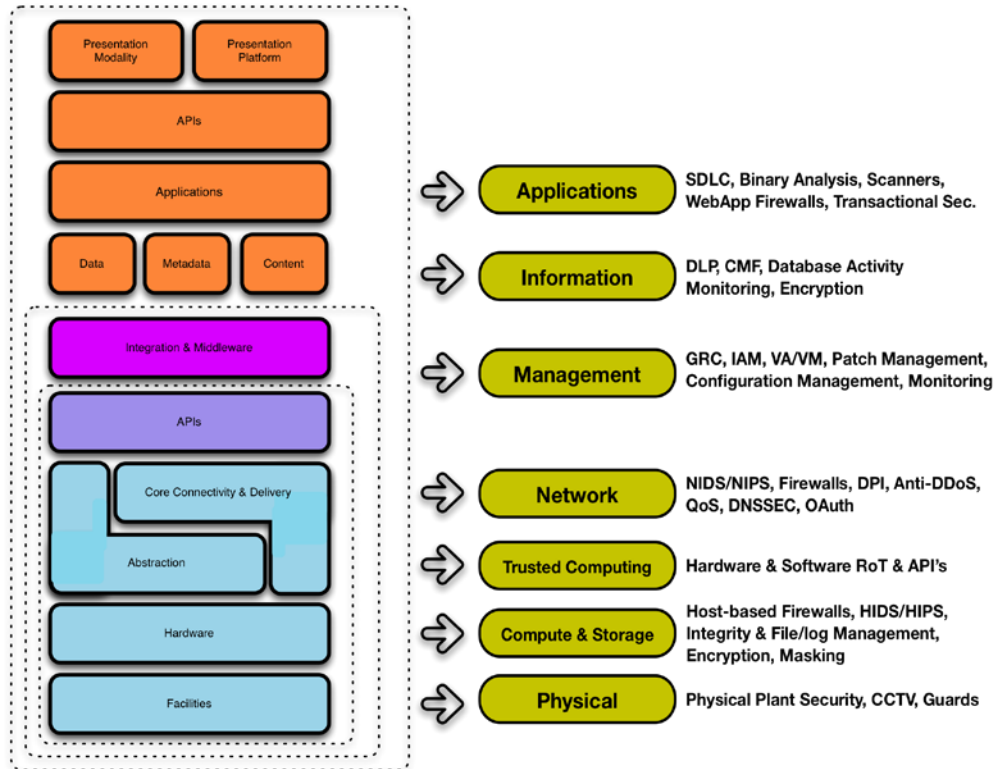 Presentation
Modality
Presentation
Platform
APIs
Applications
Data
Metadata
Content
Integration & Middleware
APIs
Core Connectivity & Delivery
Abstraction
Hardware
Facilities
Applications
SDLC, Binary Analysis, Scanners,
WebApp Firewalls, Transactional Sec.
Information
DLP, CMF, Database Activity
Monitoring, Encryption
Management
GRC, IAM, VA/VM, Patch Management,
Configuration Management, Monitoring
Network
NIDS/NIPS, Firewalls, DPI, Anti-DDoS,
QoS, DNSSEC, OAuth
Trusted Computing
Hardware & Software RoT & API's
Compute & Storage
Host-based Firewalls, HIDS/HIPS,
Integrity & File/log Management,
Encryption, Masking
Physical
Physical Plant Security, CCTV, Guards